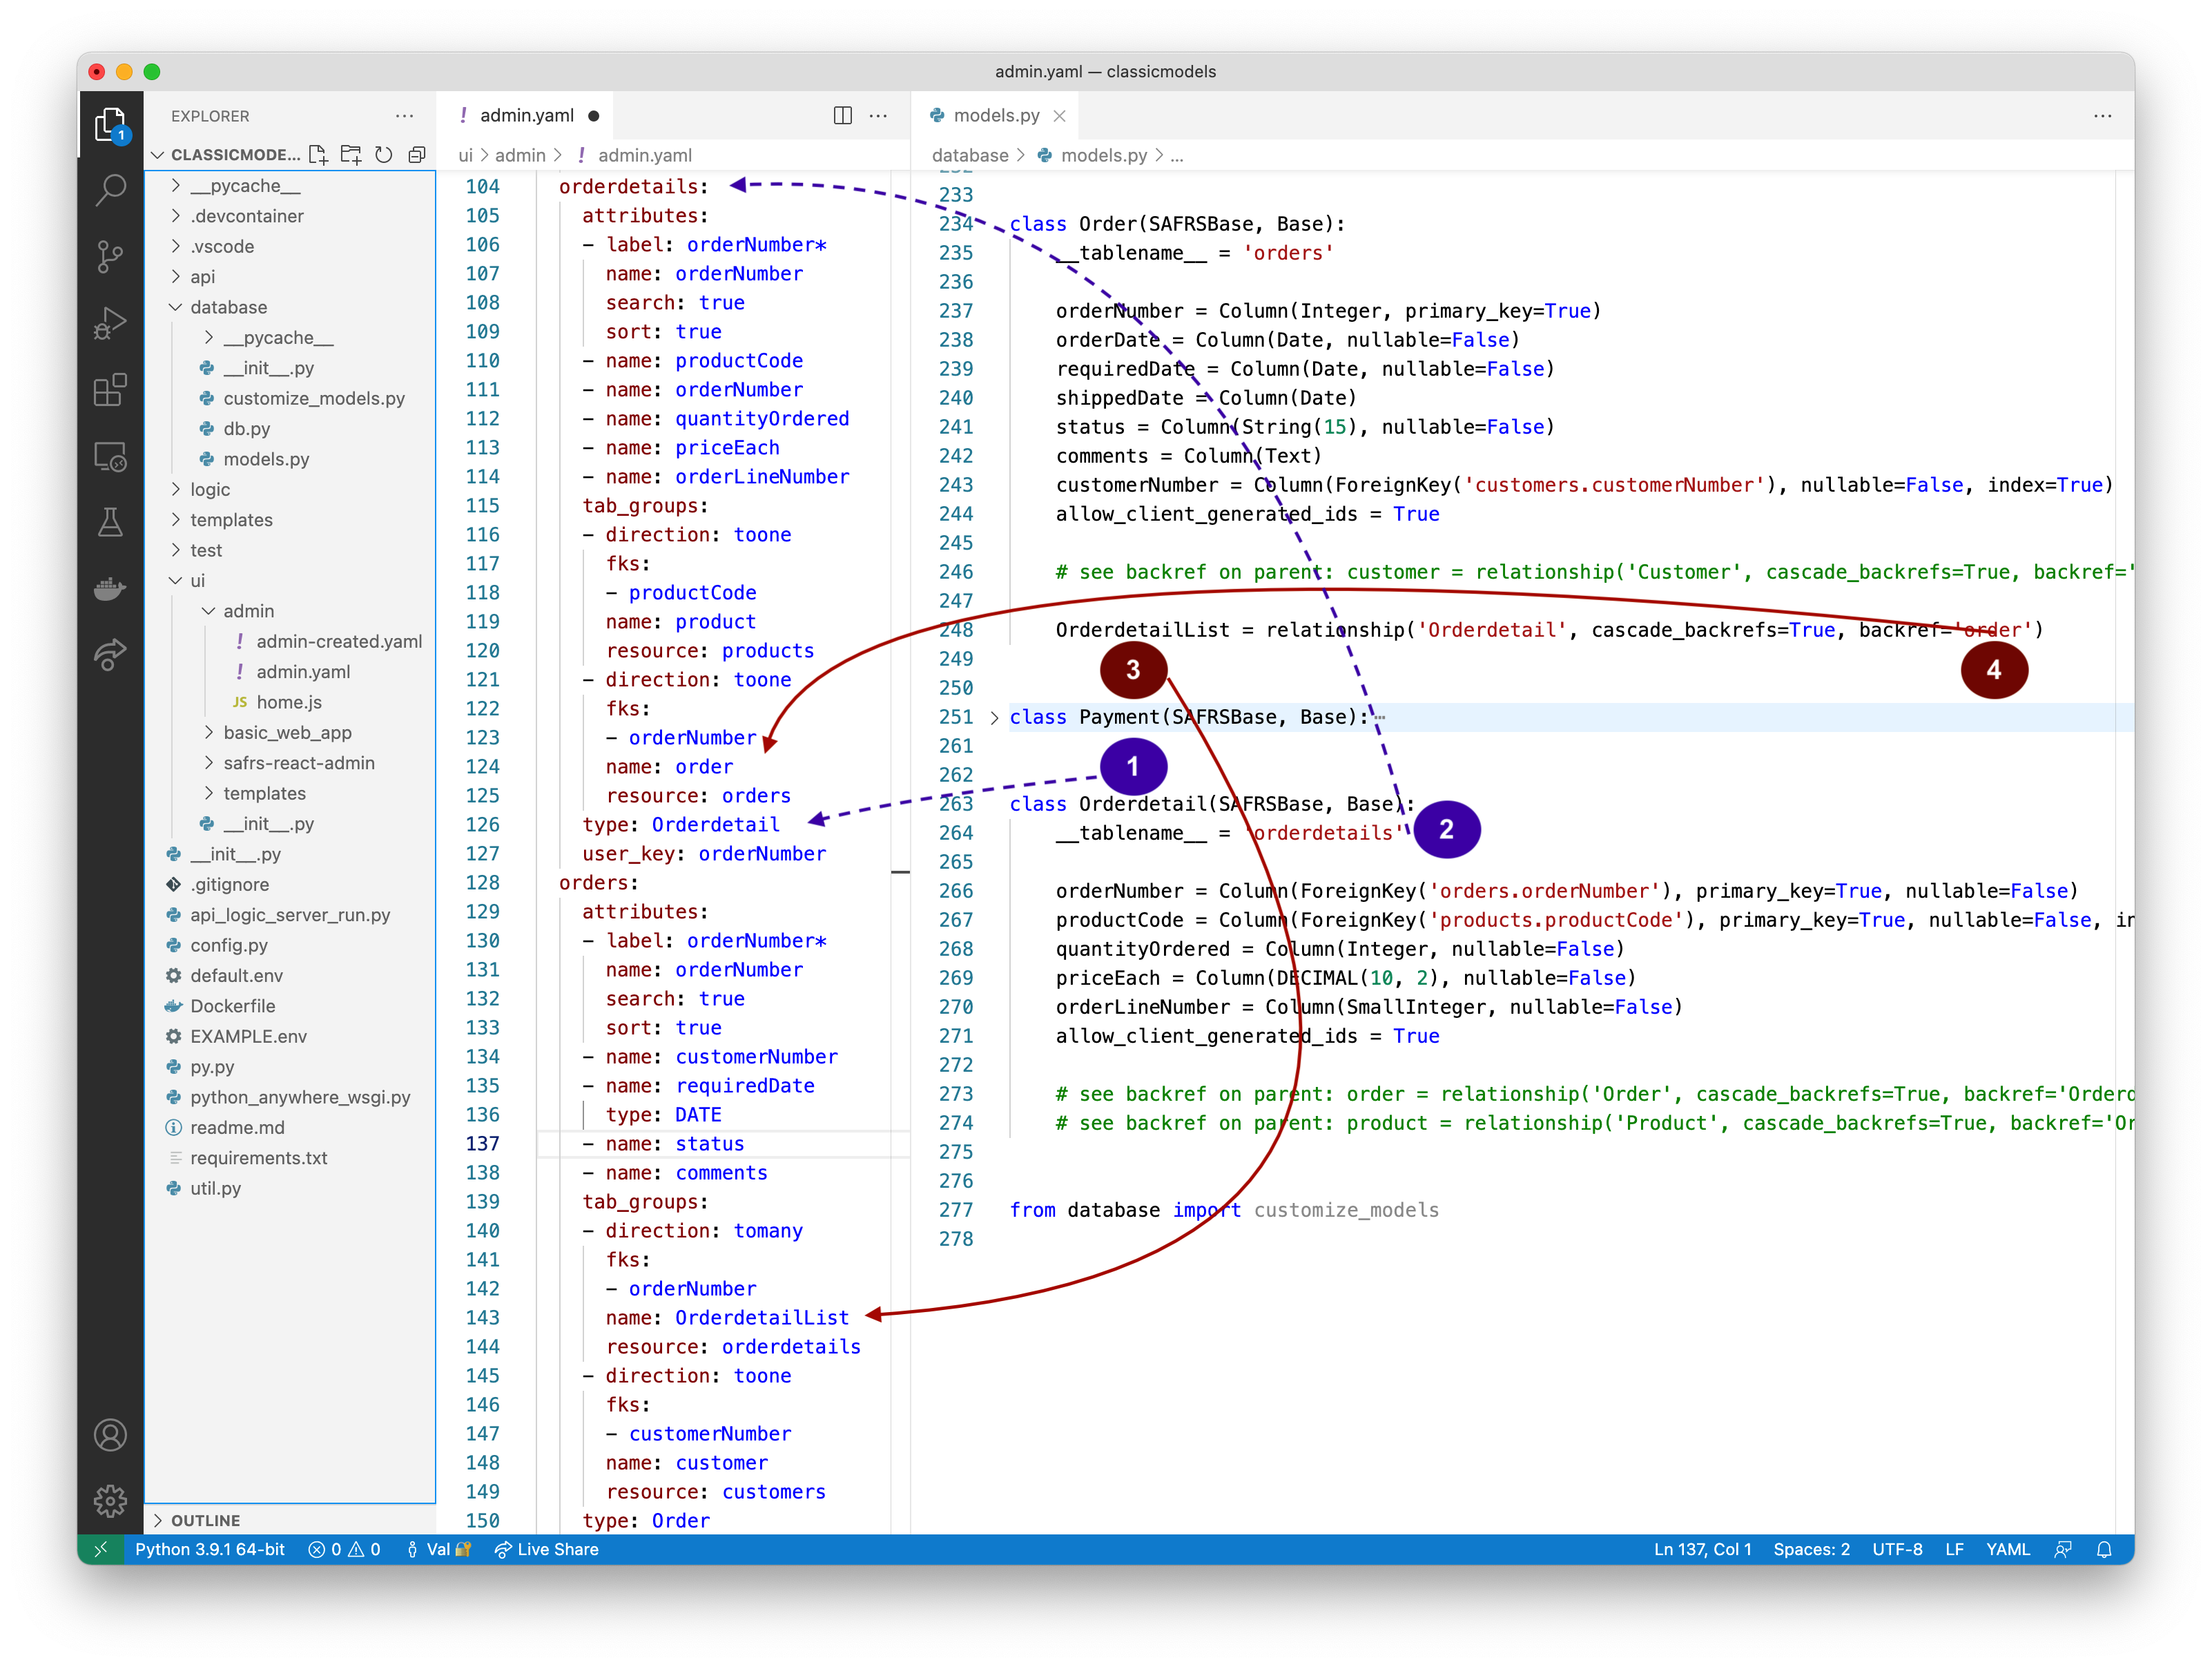 admin.yaml — classicmodels
EXPLORER
CLASSICMODE...
1
__pycache__
.devcontainer
.vscode
api
database
__pycache__
__init__.py
customize_models.py
db.py
models.py
logic
templates
test
ui
admin
! admin-created.yaml
! admin.yaml
JS home.js
basic_web_app
safrs-react-admin
templates
__init__.py
__init__.py
.gitignore
api_logic_server_run.py
config.py
default.env
Dockerfile
EXAMPLE.env
py.py
python_anywhere_wsgi.py
readme.md
requirements.txt
util.py
OUTLINE
! admin.yaml
ui > admin > ! admin.yaml
104 orderdetails:
105 attributes:
106 - label: orderNumber*
107 name: orderNumber
108 search: true
109 sort: true
110 - name: productCode
111 - name: orderNumber
112 - name: quantityOrdered
113 - name: priceEach
114 - name: orderLineNumber
115 tab_groups:
116 - direction: toone
117 fks:
118 - productCode
119 name: product
120 resource: products
121 - direction: toone
122 fks:
123 - orderNumber
124 name: order
125 resource: orders
126 type: Orderdetail
127 user_key: orderNumber
128 orders:
129 attributes:
130 - label: orderNumber*
131 name: orderNumber
132 search: true
133 sort: true
134 - name: customerNumber
135 - name: requiredDate
136 type: DATE
137 - name: status
138 - name: comments
139 tab_groups:
140 - direction: tomany
141 fks:
142 - orderNumber
143 name: OrderdetailList
144 resource: orderdetails
145 - direction: toone
146 fks:
147 - customerNumber
148 name: customer
149 resource: customers
150 type: Order
models.py
database > models.py > ...
233
234 class Order(SAFRSBase, Base):
235 __tablename__ = 'orders'
236
237 orderNumber = Column(Integer, primary_key=True)
238 orderDate = Column(Date, nullable=False)
239 requiredDate = Column(Date, nullable=False)
240 shippedDate = Column(Date)
241 status = Column(String(15), nullable=False)
242 comments = Column(Text)
243 customerNumber = Column(ForeignKey('customers.customerNumber'), nullable=False, index=True)
244 allow_client_generated_ids = True
245
246 # see backref on parent: customer = relationship('Customer', cascade_backrefs=True, backref='
247
248 OrderdetailList = relationship('Orderdetail', cascade_backrefs=True, backref='order')
249
3
4
250
251 class Payment(SAFRSBase, Base):…
261
1
262
263 class Orderdetail(SAFRSBase, Base):
264 __tablename__ = 'orderdetails'
2
265
266 orderNumber = Column(ForeignKey('orders.orderNumber'), primary_key=True, nullable=False)
267 productCode = Column(ForeignKey('products.productCode'), primary_key=True, nullable=False, in
268 quantityOrdered = Column(Integer, nullable=False)
269 priceEach = Column(DECIMAL(10, 2), nullable=False)
270 orderLineNumber = Column(SmallInteger, nullable=False)
271 allow_client_generated_ids = True
272
273 # see backref on parent: order = relationship('Order', cascade_backrefs=True, backref='Orderd
274 # see backref on parent: product = relationship('Product', cascade_backrefs=True, backref='Or
275
276
277 from database import customize_models
278
Python 3.9.1 64-bit 0 0 Val Live Share Ln 137, Col 1 Spaces: 2 UTF-8 LF YAML